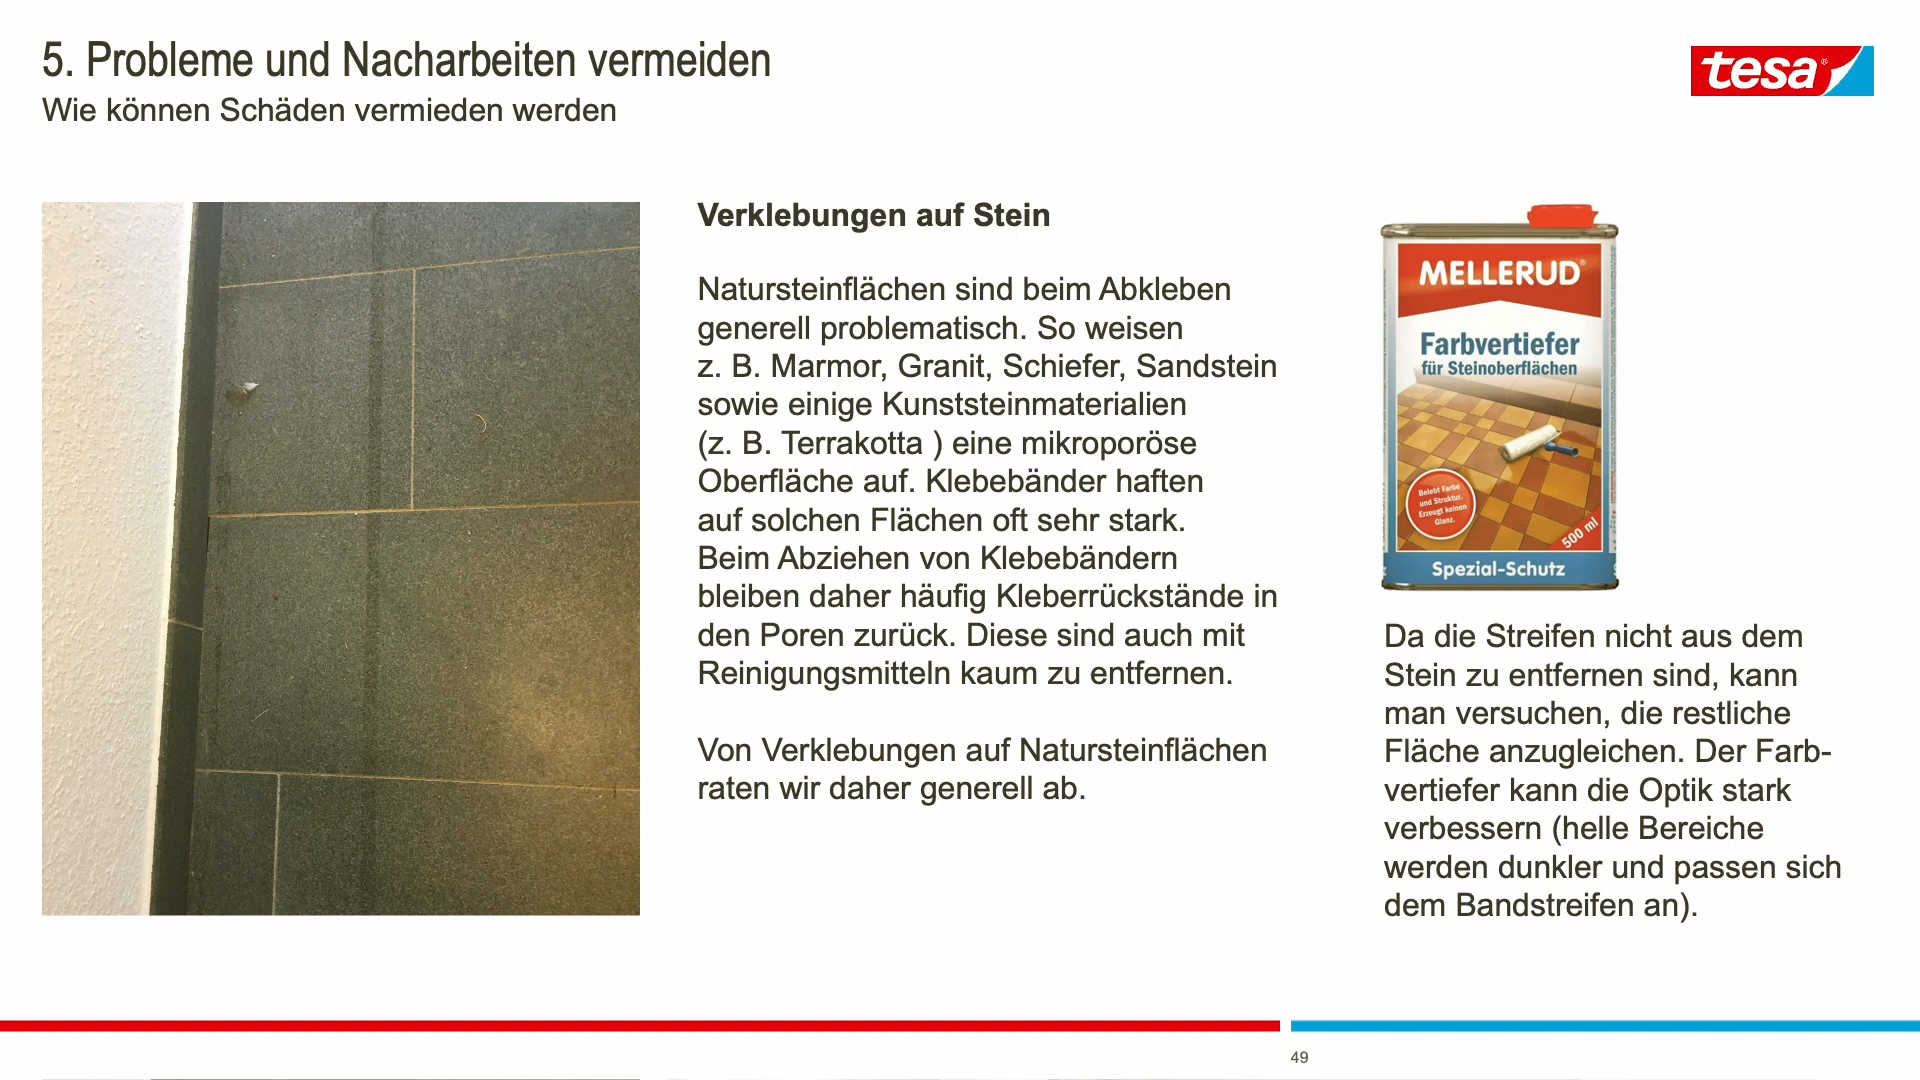 5. Probleme und Nacharbeiten vermeiden
Wie können Schäden vermieden werden
tesa®
Verklebungen auf Stein
Natursteinflächen sind beim Abkleben
generell problematisch. So weisen
z. B. Marmor, Granit, Schiefer, Sandstein
sowie einige Kunststeinmaterialien
(z. B. Terrakotta ) eine mikroporöse
Oberfläche auf. Klebebänder haften
auf solchen Flächen oft sehr stark.
Beim Abziehen von Klebebändern
bleiben daher häufig Kleberrückstände in
den Poren zurück. Diese sind auch mit
Reinigungsmitteln kaum zu entfernen.
Von Verklebungen auf Natursteinflächen
raten wir daher generell ab.
MELLERUD®
Farbvertiefer
für Steinoberflächen
Belebt Farbe
und Struktur.
Erzeugt keinen
Glanz.
500 ml
Spezial-Schutz
Da die Streifen nicht aus dem
Stein zu entfernen sind, kann
man versuchen, die restliche
Fläche anzugleichen. Der Farb-
vertiefer kann die Optik stark
verbessern (helle Bereiche
werden dunkler und passen sich
dem Bandstreifen an).
49